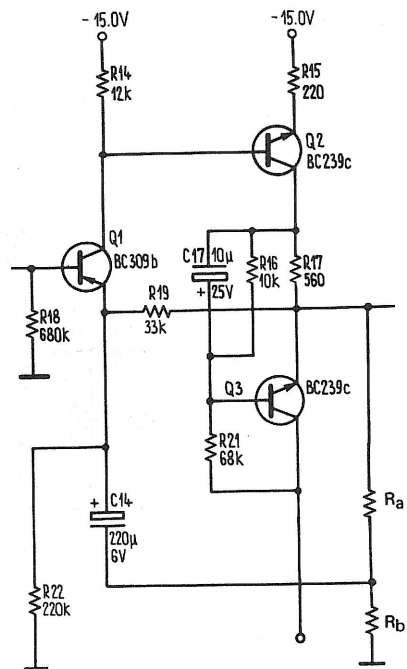 - 15.0V
- 15.0V
R14
12k
R15
220
Q2
BC239c
Q1
BC309b
C17
10µ
+ 25V
R16
10k
R17
560
R18
680k
R19
33k
Q3
BC239c
R21
68k
+ C14
220µ
6V
Ra
R22
220k
Rb